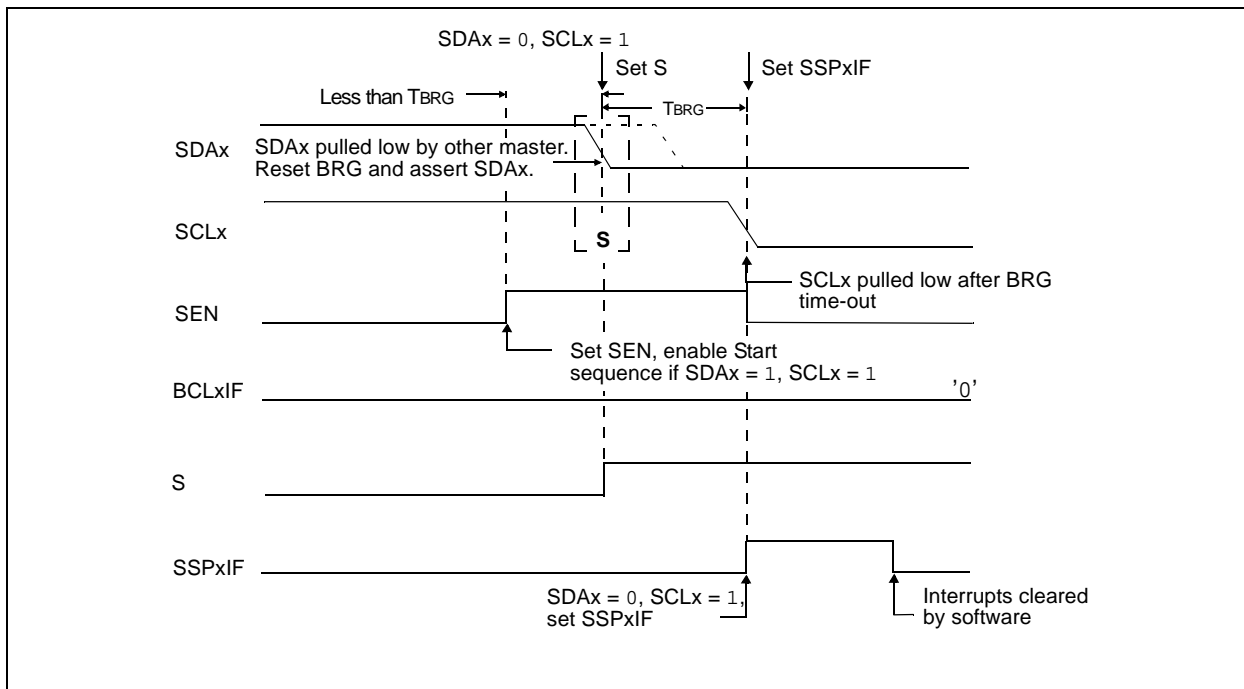 SDAx = 0, SCLx = 1
Set S
Set SSPxIF
Less than TBRG
TBRG
SDAx
SDAx pulled low by other master.
Reset BRG and assert SDAx.
SCLx
S
SCLx pulled low after BRG
time-out
SEN
Set SEN, enable Start
sequence if SDAx = 1, SCLx = 1
BCLxIF
'0'
S
SSPxIF
SDAx = 0, SCLx = 1,
set SSPxIF
Interrupts cleared
by software